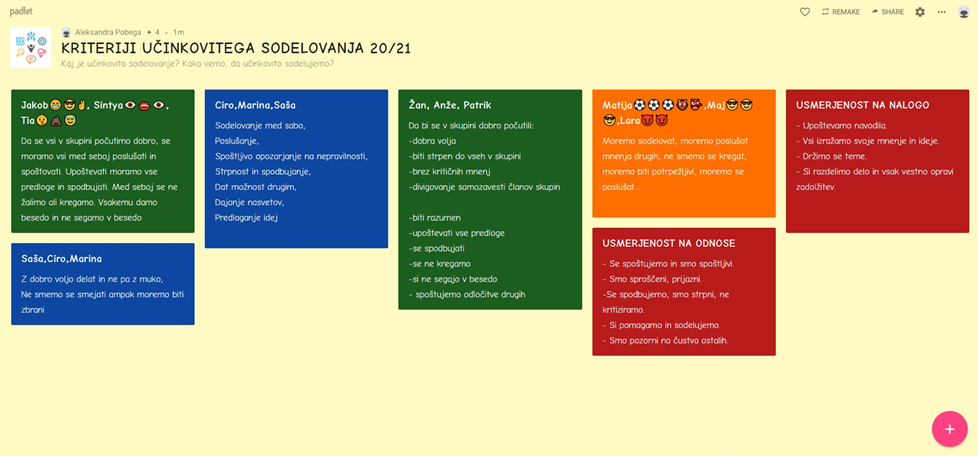 padlet
REMAKE
SHARE
Aleksandra Pobega + 4 • 1m
KRITERIJI UČINKOVITEGA SODELOVANJA 20/21
Kaj je učinkovito sodelovanje? Kako vemo, da učinkovito sodelujemo?
Jakob😁😎✌️, Sintya👁️👄👁️,
Tla😗💩😅
Da se vsi v skupini počutimo dobro, se
moramo vsi med seboj poslušati in
spoštovati. Upoštevati moramo vse
predloge in spodbujati. Med seboj se ne
žalimo ali kregamo. Vsakemu damo
besedo in ne segamo v besedo
Saša,Ciro,Marina
Z dobro voljo delat in ne pa z muko,
Ne smemo se smejati ampak moremo biti
zbrani
Ciro,Marina,Saša
Sodelovanje med sabo,
Poslušanje,
Spoštljivo opozarjanje na nepravilnosti,
Strpnost in spodbujanje,
Dat možnost drugim,
Dajanje nasvetov,
Predlaganje idej
Žan, Anže, Patrik
Da bi se v skupini dobro počutili:
-dobra volja
-biti strpen do vseh v skupini
-brez kritičnih mnenj
-divigovanje samozavesti članov skupin
-biti razumen
-upoštevati vse predloge
-se spodbujati
-se ne kregamo
-si ne segajo v besedo
- spoštujemo odločitve drugih
Matija⚽⚽⚽👹👺,Maj😎😎
😎,Lara👹👹
Moremo sodelovat, moremo poslušat
mnenja drugih, ne smemo se kregat,
moremo biti potrpežljivi, moremo se
poslušat...
USMERJENOST NA ODNOSE
- Se spoštujemo in smo spoštljivi.
- Smo sproščeni, prijazni.
-Se spodbujemo, smo strpni, ne
kritiziramo.
- Si pomagamo in sodelujemo.
- Smo pozorni na čustva ostalih.
USMERJENOST NA NALOGO
- Upoštevamo navodila.
- Vsi izražamo svoje mnenje in ideje.
- Držimo se teme.
- Si razdelimo delo in vsak vestno opravi
zadolžitev.